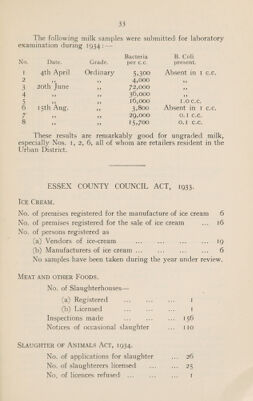 33
The following milk samples were submitted for laboratory
examination during 1934:—
No. Date. Grade. Bacteria per c.c. B. Coli present.
1 4th April Ordinary 5,300 Absent in 1 c.c.
2 ,, ,, 4,000 ,,
3 20th June ,, 72,000 ,,
4 ,, ,, 36,000 ,,
5 ,, ,, 16,000 1.0 c.c.
6 15th Aug. ,, 3,800 Absent in 1 c.c.
7 ,, ,, 29,000 0.1 c.c.
8 ,, ,, 15,700 0.1 c.c.
These results are remarkably good for ungraded milk,
especially Nos. 1, 2, 6, all of whom are retailers resident in the
Urban District.
ESSEX COUNTY COUNCIL ACT, 1933.
ICE CREAM.
No. of premises registered for the manufacture of ice cream 6
No. of premises registered for the sale of ice cream ... 16
No. of persons registered as
(a) Vendors of ice-cream ... ... ... ... 19
(b) Manufacturers of ice-cream ... ... ... ... 6
No samples have been taken during the year under review.
MEAT AND OTHER FOODS.
No. of Slaughterhouses—
(a) Registered ... ... ... 1
(b) Licensed ... ... ... 1
Inspections made ... ... ... 156
Notices of occasional slaughter ... 110
SLAUGHTER OF ANIMALS ACT, 1934.
No. of applications for slaughter ... 26
No. of slaughterers licensed ... ... 25
No. of licences refused ... ... ... 1